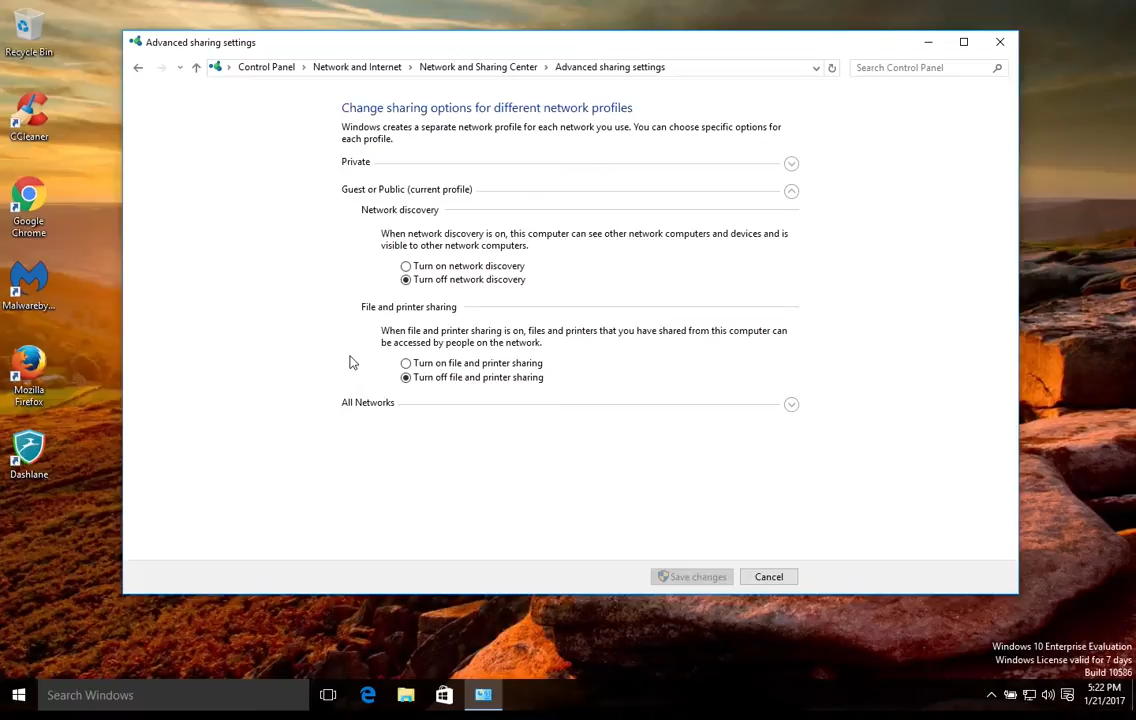 Recycle Bin
CCleaner
Google
Chrome
Malwareby...
Mozilla
Firefox
Dashlane
Advanced sharing settings
Control Panel > Network and Internet > Network and Sharing Center > Advanced sharing settings
Search Control Panel
Change sharing options for different network profiles
Windows creates a separate network profile for each network you use. You can choose specific options for
each profile.
Private
Guest or Public (current profile)
Network discovery
When network discovery is on, this computer can see other network computers and devices and is
visible to other network computers.
Turn on network discovery
Turn off network discovery
File and printer sharing
When file and printer sharing is on, files and printers that you have shared from this computer can
be accessed by people on the network.
Turn on file and printer sharing
Turn off file and printer sharing
All Networks
Save changes
Cancel
Windows 10 Enterprise Evaluation
Windows License valid for 7 days
Build 10586
Search Windows
5:22 PM
1/21/2017